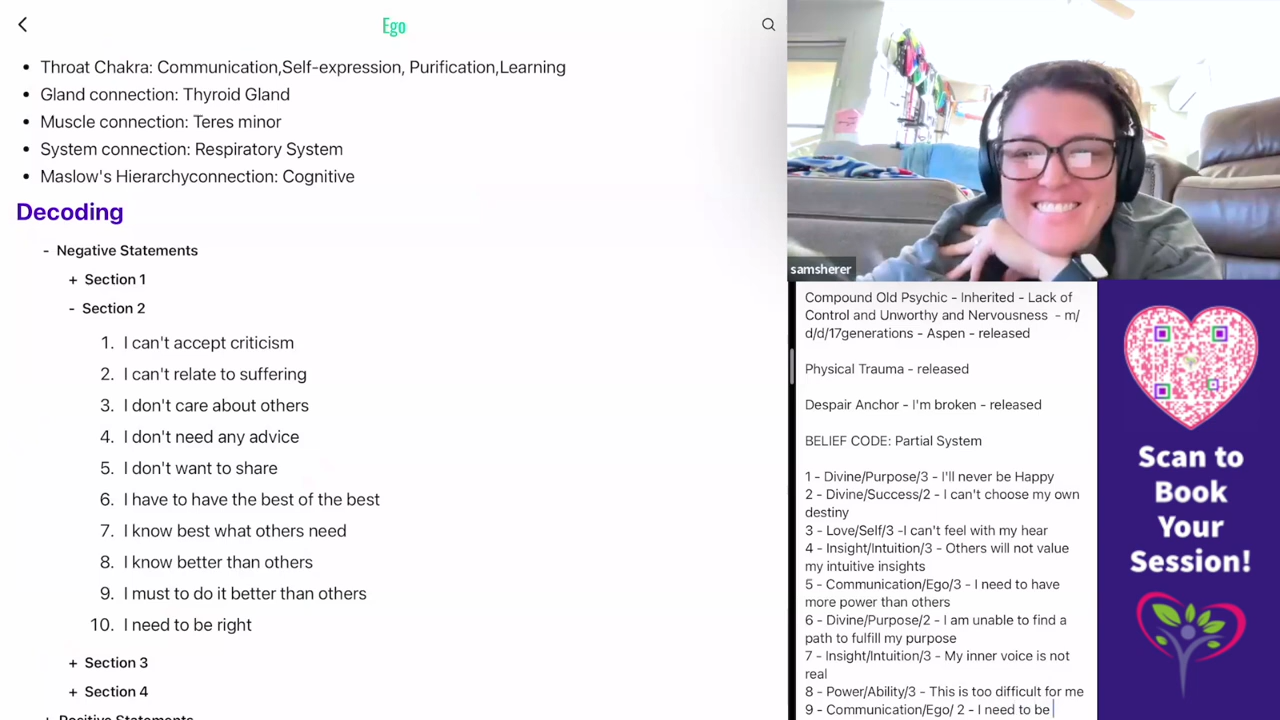 Ego
• Throat Chakra: Communication,Self-expression, Purification,Learning
• Gland connection: Thyroid Gland
• Muscle connection: Teres minor
• System connection: Respiratory System
• Maslow's Hierarchyconnection: Cognitive
Decoding
- Negative Statements
+ Section 1
- Section 2
1. I can't accept criticism
2. I can't relate to suffering
3. I don't care about others
4. I don't need any advice
5. I don't want to share
6. I have to have the best of the best
7. I know best what others need
8. I know better than others
9. I must to do it better than others
10. I need to be right
+ Section 3
+ Section 4
+ Positive Statements
samsherer
Compound Old Psychic - Inherited - Lack of
Control and Unworthy and Nervousness - m/
d/d/17generations - Aspen - released
Physical Trauma - released
Despair Anchor - I'm broken - released
BELIEF CODE: Partial System
1 - Divine/Purpose/3 - I'll never be Happy
2 - Divine/Success/2 - I can't choose my own
destiny
3 - Love/Self/3 -I can't feel with my hear
4 - Insight/Intuition/3 - Others will not value
my intuitive insights
5 - Communication/Ego/3 - I need to have
more power than others
6 - Divine/Purpose/2 - I am unable to find a
path to fulfill my purpose
7 - Insight/Intuition/3 - My inner voice is not
real
8 - Power/Ability/3 - This is too difficult for me
9 - Communication/Ego/ 2 - I need to be
Scan to
Book
Your
Session!